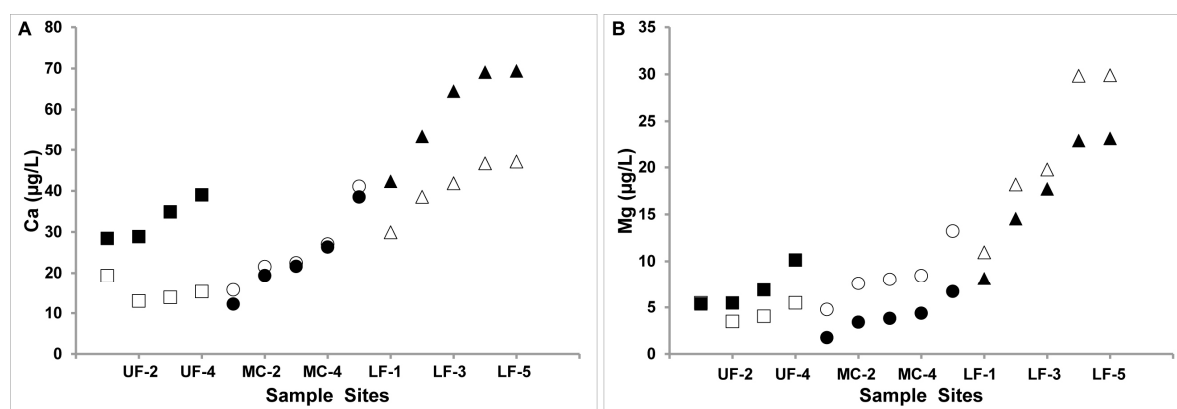 A
80
70
60
50
40
30
20
10
0
Ca (µg/L)
UF-2 UF-4 MC-2 MC-4 LF-1 LF-3 LF-5
Sample Sites
B
35
30
25
20
15
10
5
0
Mg (µg/L)
UF-2 UF-4 MC-2 MC-4 LF-1 LF-3 LF-5
Sample Sites